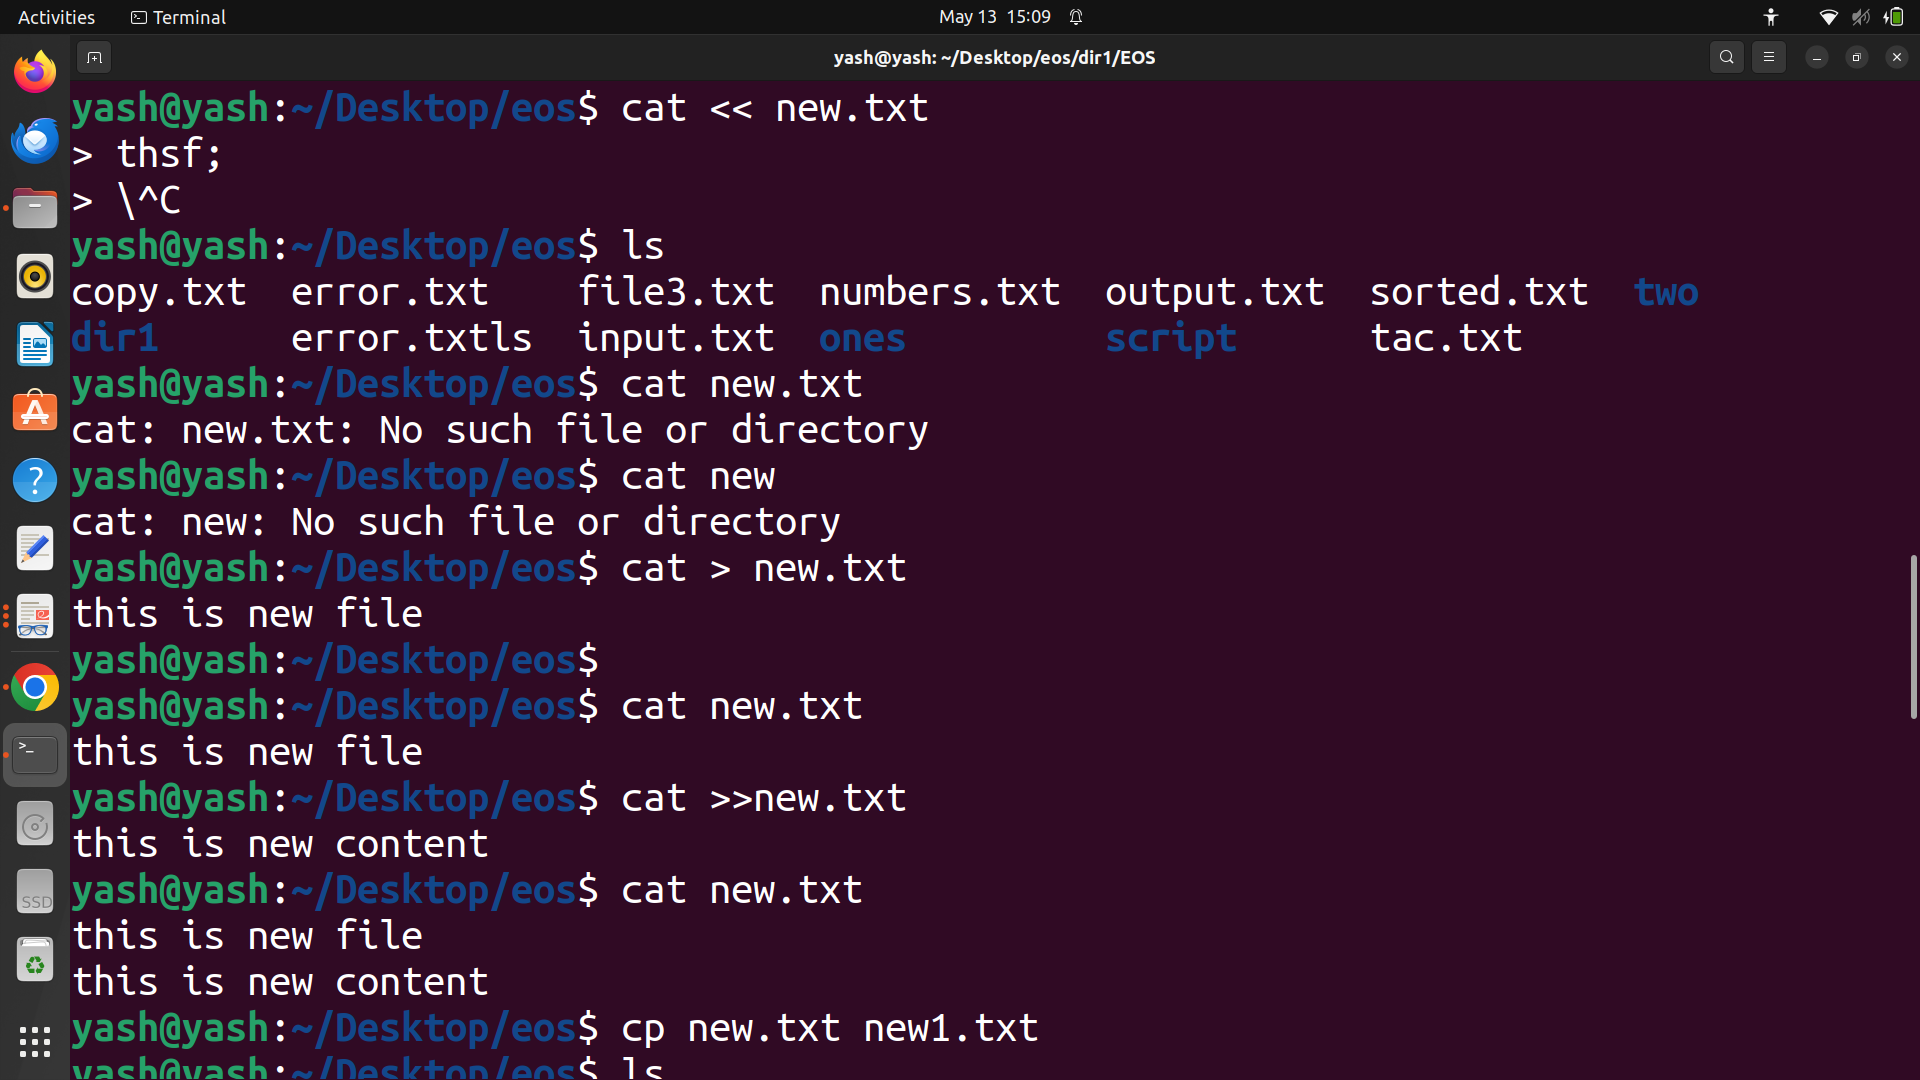 Activities Terminal May 13 15:09
yash@yash: ~/Desktop/eos/dir1/EOS
yash@yash:~/Desktop/eos$ cat << new.txt
> thsf;
> \^C
yash@yash:~/Desktop/eos$ ls
copy.txt error.txt file3.txt numbers.txt output.txt sorted.txt two
dir1 error.txtls input.txt ones script tac.txt
yash@yash:~/Desktop/eos$ cat new.txt
cat: new.txt: No such file or directory
yash@yash:~/Desktop/eos$ cat new
cat: new: No such file or directory
yash@yash:~/Desktop/eos$ cat > new.txt
this is new file
yash@yash:~/Desktop/eos$
yash@yash:~/Desktop/eos$ cat new.txt
this is new file
yash@yash:~/Desktop/eos$ cat >>new.txt
this is new content
yash@yash:~/Desktop/eos$ cat new.txt
this is new file
this is new content
yash@yash:~/Desktop/eos$ cp new.txt new1.txt
yash@yash:~/Desktop/eos$ ls
SSD